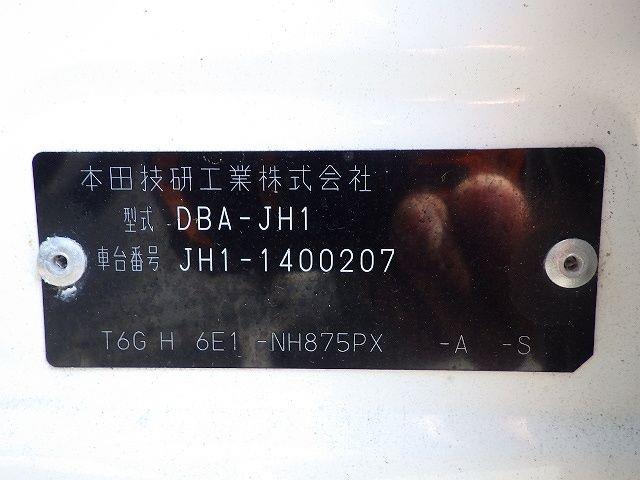 本田技研工業株式会社
型式 DBA-JH1
車台番号 JH1-1400207
T6G H 6E1 -NH875PX -A -S